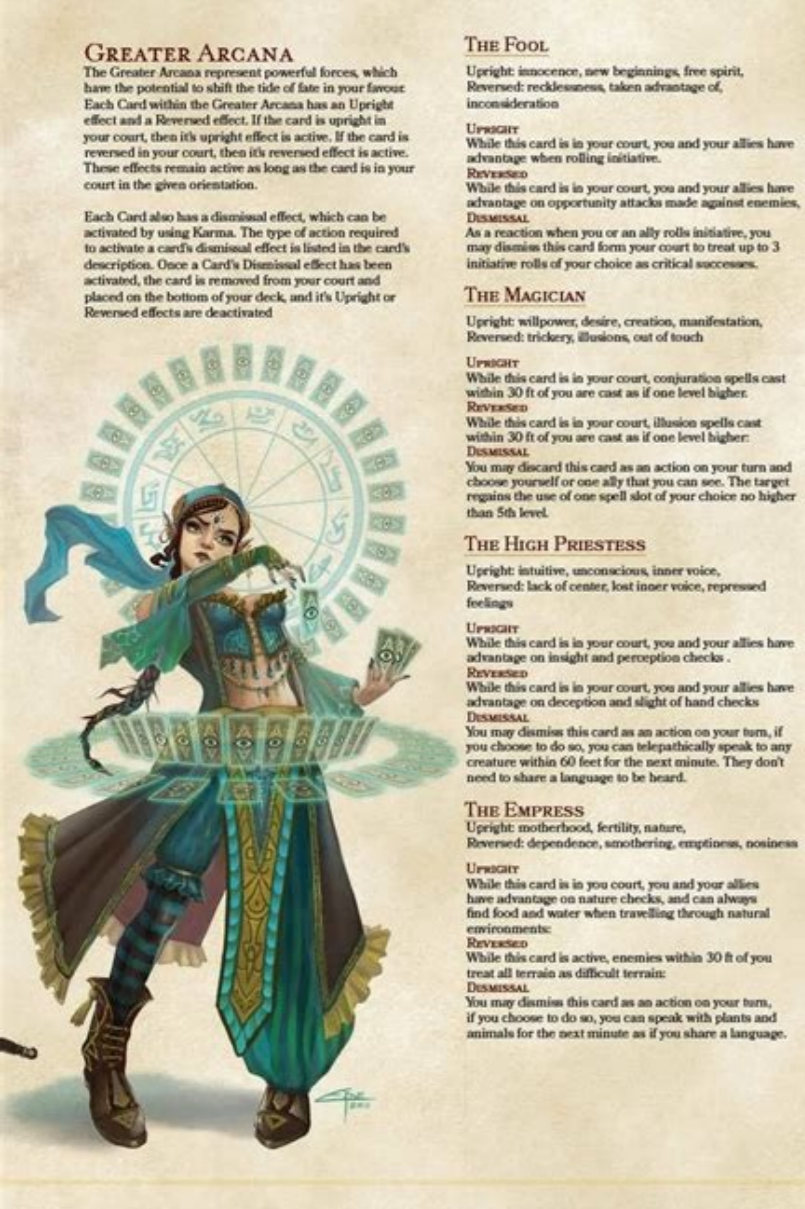 GREATER ARCANA
The Greater Arcana represent powerful forces, which
have the potential to shift the tide of fate in your favour.
Each Card within the Greater Arcana has an Upright
effect and a Reversed effect. If the card is upright in
your court, then it's upright effect is active. If the card is
reversed in your court, then it's reversed effect is active.
These effects remain active as long as the card is in your
court in the given orientation.
Each Card also has a dismissal effect, which can be
activated by using Karma. The type of action required
to activate a card's dismissal effect is listed in the card's
description. Once a Card's Dismissal effect has been
activated, the card is removed from your court and
placed on the bottom of your deck, and it's Upright or
Reversed effects are deactivated
THE FOOL
Upright: innocence, new beginnings, free spirit,
Reversed: recklessness, taken advantage of,
inconsideration
UPRIGHT
While this card is in your court, you and your allies have
advantage when rolling initiative.
REVERSED
While this card is in your court, you and your allies have
advantage on opportunity attacks made against enemies,
DISMISSAL
As a reaction when you or an ally rolls initiative, you
may dismiss this card form your court to treat up to 3
initiative rolls of your choice as critical successes.
THE MAGICIAN
Upright: willpower, desire, creation, manifestation,
Reversed: trickery, illusions, out of touch
UPRIGHT
While this card is in your court, conjuration spells cast
within 30 ft of you are cast as if one level higher.
REVERSED
While this card is in your court, illusion spells cast
within 30 ft of you are cast as if one level higher:
DISMISSAL
You may discard this card as an action on your turn and
choose yourself or one ally that you can see. The target
regains the use of one spell slot of your choice no higher
than 5th level.
THE HIGH PRIESTESS
Upright: intuitive, unconscious, inner voice,
Reversed: lack of center, lost inner voice, repressed
feelings
UPRIGHT
While this card is in your court, you and your allies have
advantage on insight and perception checks .
REVERSED
While this card is in your court, you and your allies have
advantage on deception and slight of hand checks
DISMISSAL
You may dismiss this card as an action on your turn, if
you choose to do so, you can telepathically speak to any
creature within 60 feet for the next minute. They don't
need to share a language to be heard.
THE EMPRESS
Upright: motherhood, fertility, nature,
Reversed: dependence, smothering, emptiness, nosiness
UPRIGHT
While this card is in you court, you and your allies
have advantage on nature checks, and can always
find food and water when travelling through natural
environments:
REVERSED
While this card is active, enemies within 30 ft of you
treat all terrain as difficult terrain:
DISMISSAL
You may dismiss this card as an action on your turn,
if you choose to do so, you can speak with plants and
animals for the next minute as if you share a language.